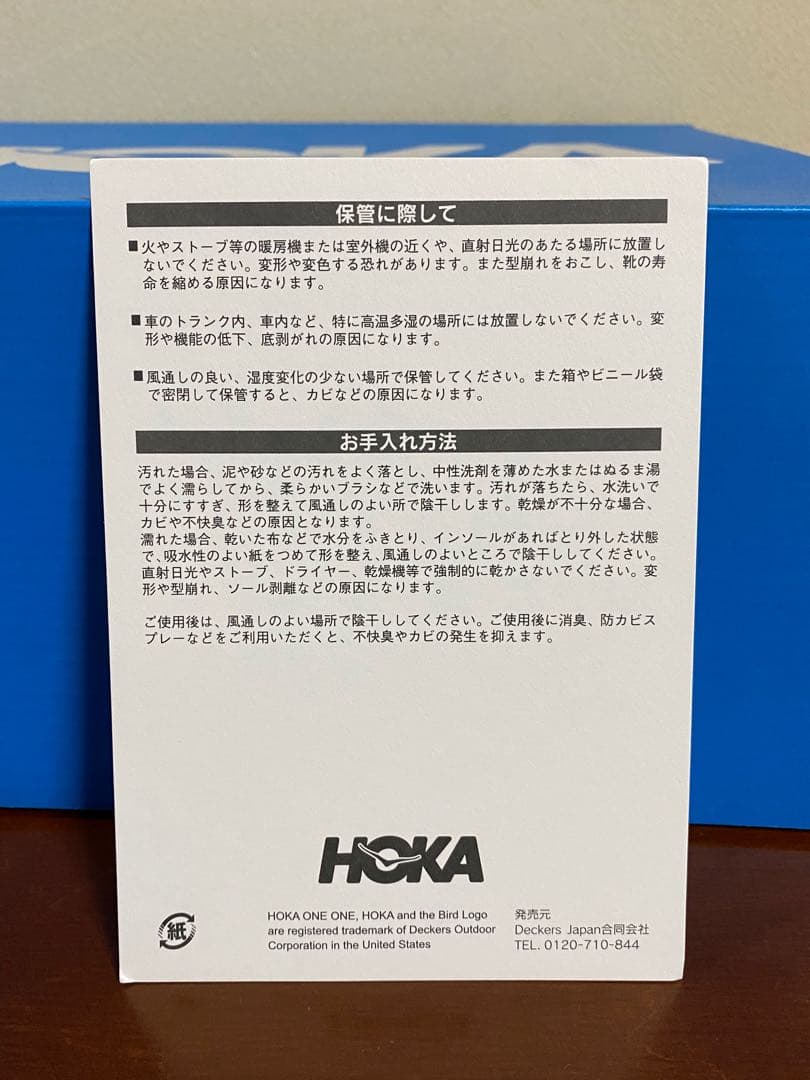 HOKA
保管に際して
■火やストーブ等の暖房機または室外機の近くや、直射日光のあたる場所に放置し
ないでください。変形や変色する恐れがあります。また型崩れをおこし、靴の寿
命を縮める原因になります。
■車のトランク内、車内など、特に高温多湿の場所には放置しないでください。変
形や機能の低下、底剥がれの原因になります。
■風通しの良い、湿度変化の少ない場所で保管してください。また箱やビニール袋
で密閉して保管すると、カビなどの原因になります。
お手入れ方法
汚れた場合、泥や砂などの汚れをよく落とし、中性洗剤を薄めた水またはぬるま湯
でよく濡らしてから、柔らかいブラシなどで洗います。汚れが落ちたら、水洗いで
十分にすすぎ、形を整えて風通しのよい所で陰干しします。乾燥が不十分な場合、
カビや不快臭などの原因となります。
濡れた場合、乾いた布などで水分をふきとり、インソールがあればとり外した状態
で、吸水性のよい紙をつめて形を整え、風通しのよいところで陰干ししてください。
直射日光やストーブ、ドライヤー、乾燥機等で強制的に乾かさないでください。変
形や型崩れ、ソール剥離などの原因になります。
ご使用後は、風通しのよい場所で陰干ししてください。ご使用後に消臭、防カビス
プレーなどをご利用いただくと、不快臭やカビの発生を抑えます。
HOKA
紙
HOKA ONE ONE, HOKA and the Bird Logo
are registered trademark of Deckers Outdoor
Corporation in the United States
発売元
Deckers Japan合同会社
TEL. 0120-710-844